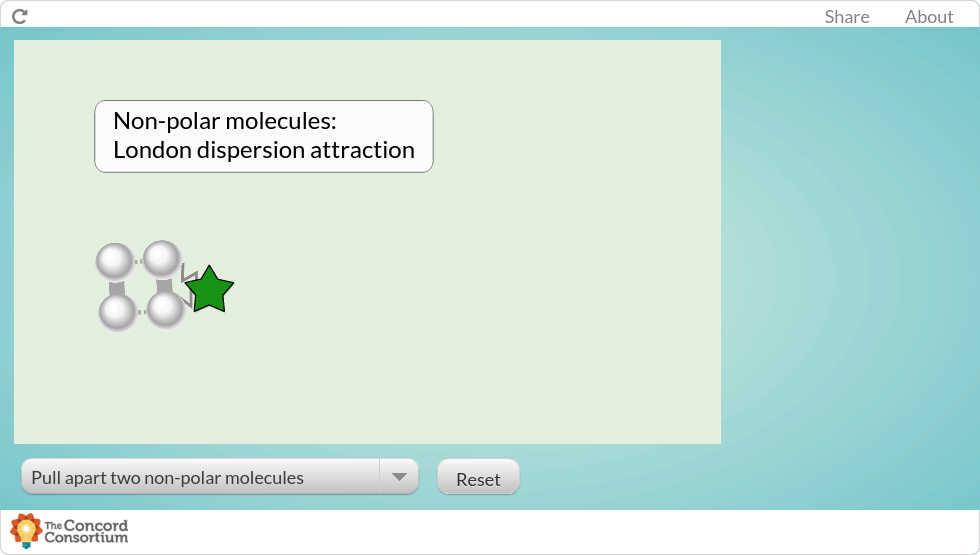 Share
About
Non-polar molecules:
London dispersion attraction
Pull apart two non-polar molecules
Reset
The Concord
Consortium